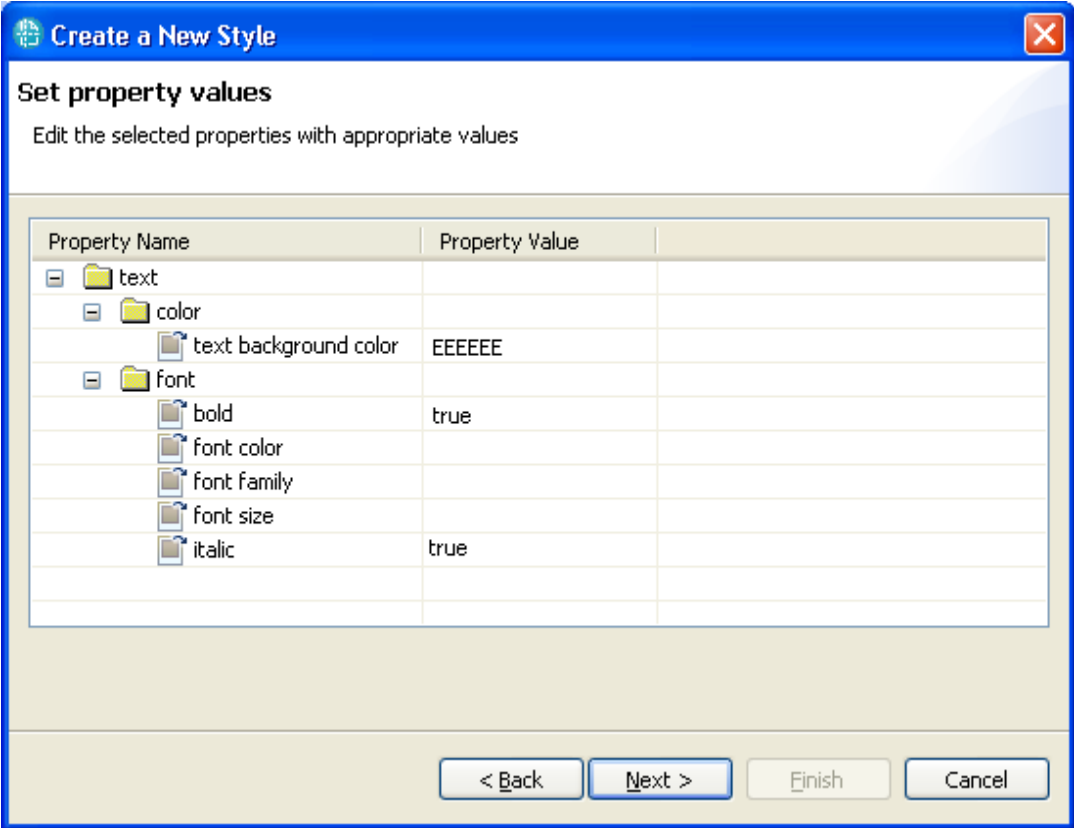 Create a New Style
Set property values
Edit the selected properties with appropriate values
Property Name Property Value
text
color
text background color EEEEEE
font
bold true
font color
font family
font size
italic true
< Back Next > Finish Cancel